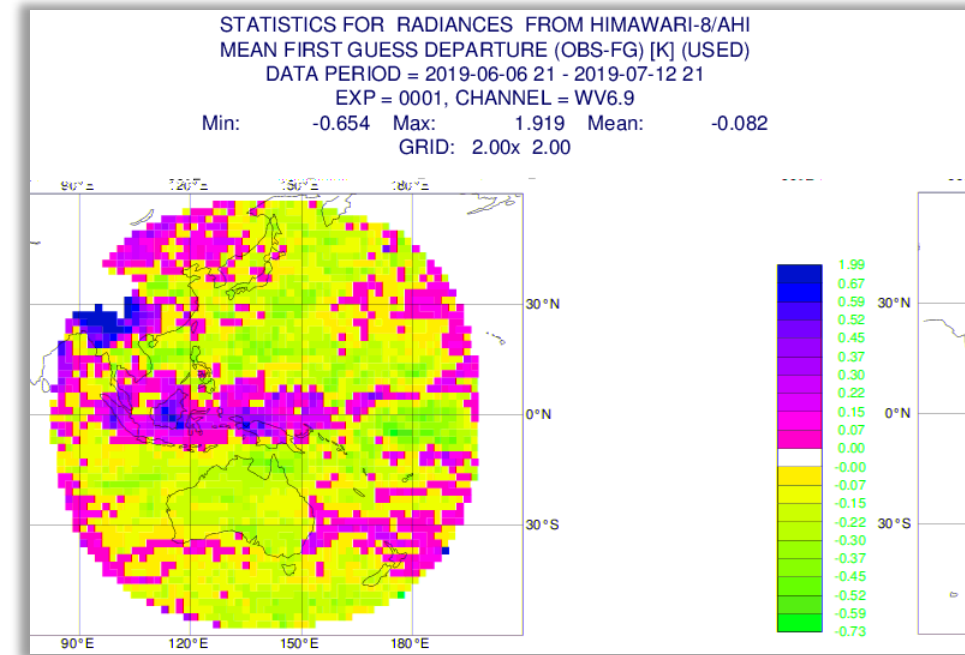 STATISTICS FOR RADIANCES FROM HIMAWARI-8/AHI
MEAN FIRST GUESS DEPARTURE (OBS-FG) [K] (USED)
DATA PERIOD = 2019-06-06 21 - 2019-07-12 21
EXP = 0001, CHANNEL = WV6.9
Min: -0.654 Max: 1.919 Mean: -0.082
GRID: 2.00x 2.00
30°N
0°N
30°S
90°E 120°E 150°E 180°E
1.99
0.67
0.59
0.52
0.45
0.37
0.30
0.22
0.15
0.07
0.00
-0.00
-0.07
-0.15
-0.22
-0.30
-0.37
-0.45
-0.52
-0.59
-0.73
30°N
0°N
30°S